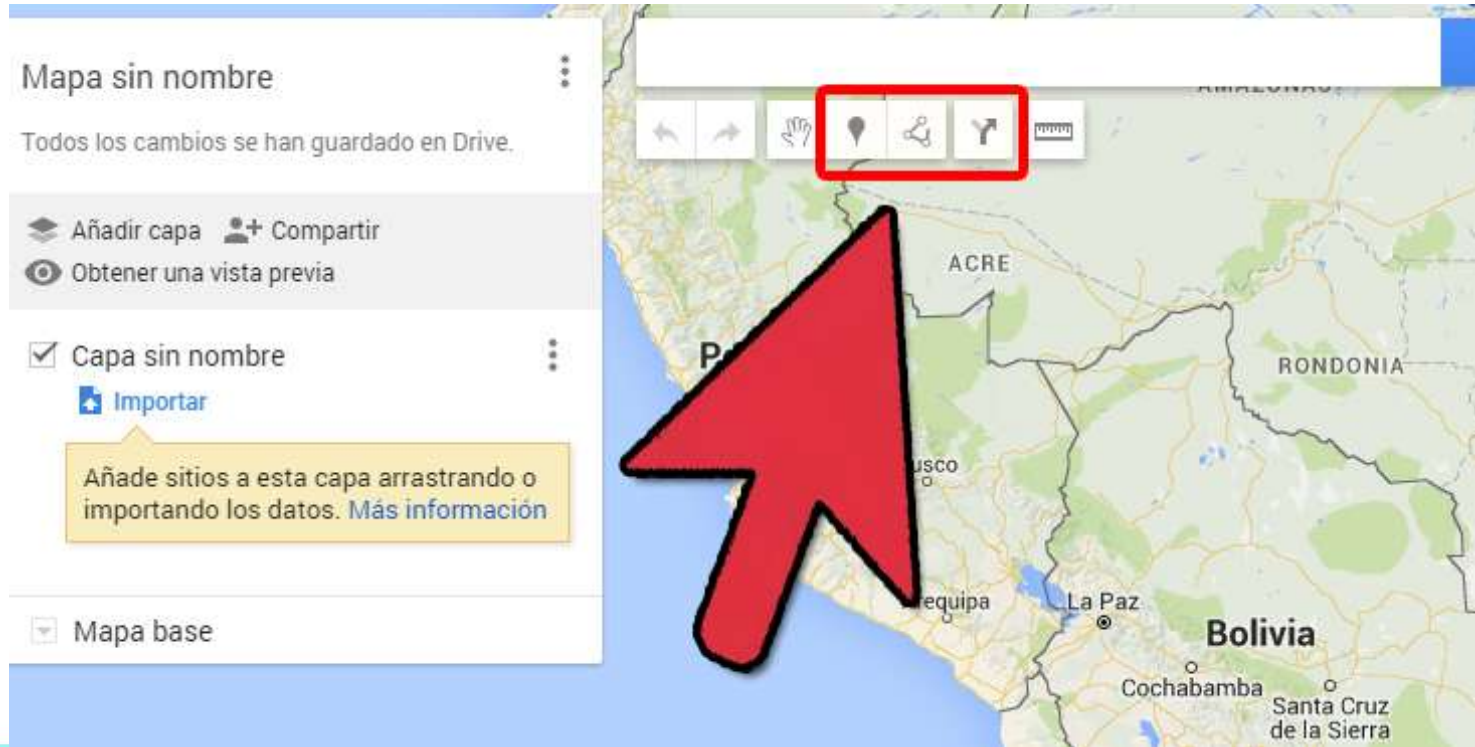 Mapa sin nombre
Todos los cambios se han guardado en Drive.
Añadir capa Compartir
Obtener una vista previa
Capa sin nombre
Importar
Añade sitios a esta capa arrastrando o
importando los datos. Más información
Mapa base
ACRE
RONDONIA
La Paz
Bolivia
Cochabamba
Santa Cruz
de la Sierra